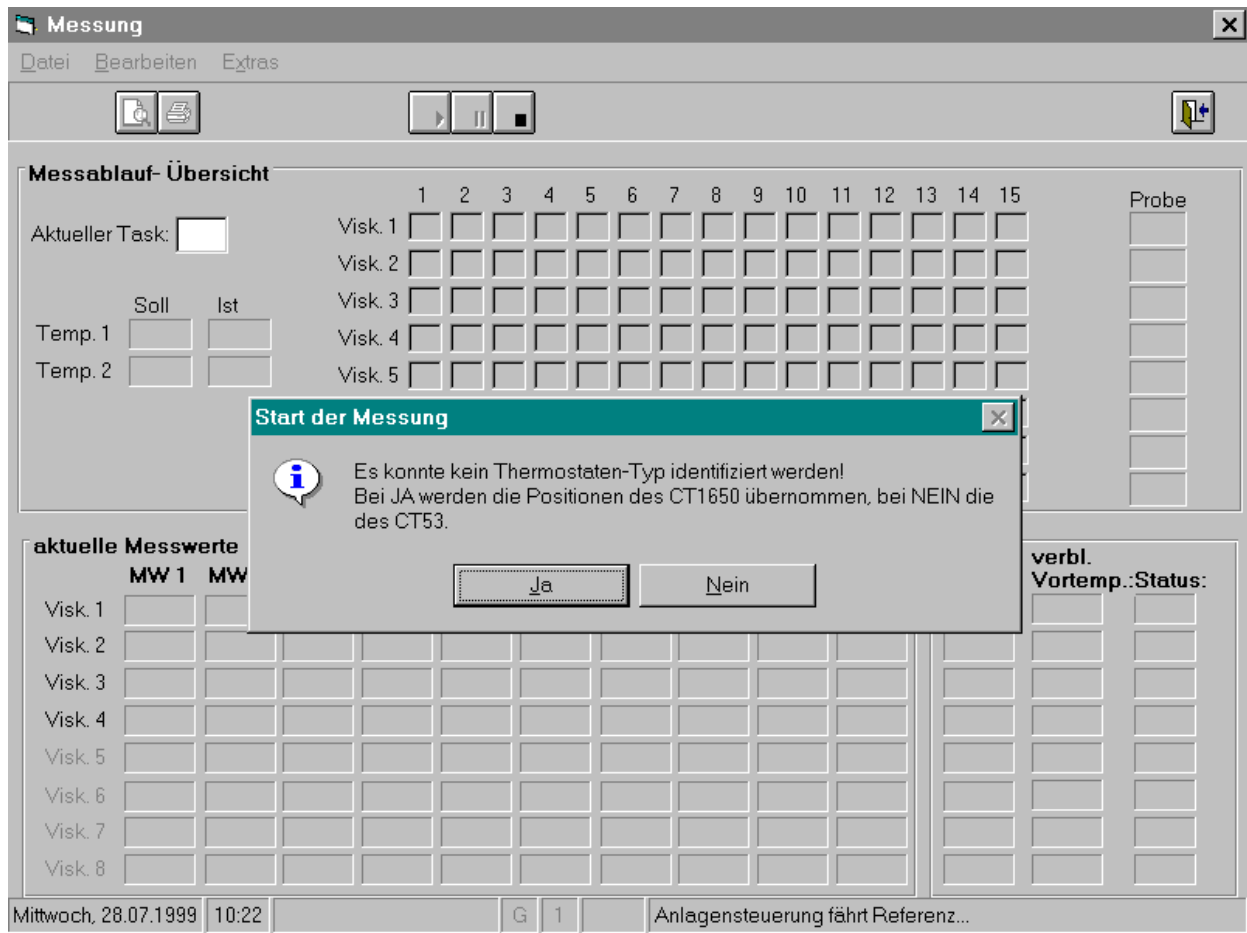 Messung
Datei Bearbeiten Extras
Messablauf- Übersicht
1 2 3 4 5 6 7 8 9 10 11 12 13 14 15
Probe
Aktueller Task:
Visk. 1
Visk. 2
Soll Ist
Visk. 3
Temp. 1
Visk. 4
Temp. 2
Visk. 5
Start der Messung
Es konnte kein Thermostaten-Typ identifiziert werden!
Bei JA werden die Positionen des CT1650 übernommen, bei NEIN die
des CT53.
Ja Nein
aktuelle Messwerte
verbl.
MW 1 MW
Vortemp.:Status:
Visk. 1
Visk. 2
Visk. 3
Visk. 4
Visk. 5
Visk. 6
Visk. 7
Visk. 8
Mittwoch, 28.07.1999 10:22 G 1 Anlagensteuerung fährt Referenz...